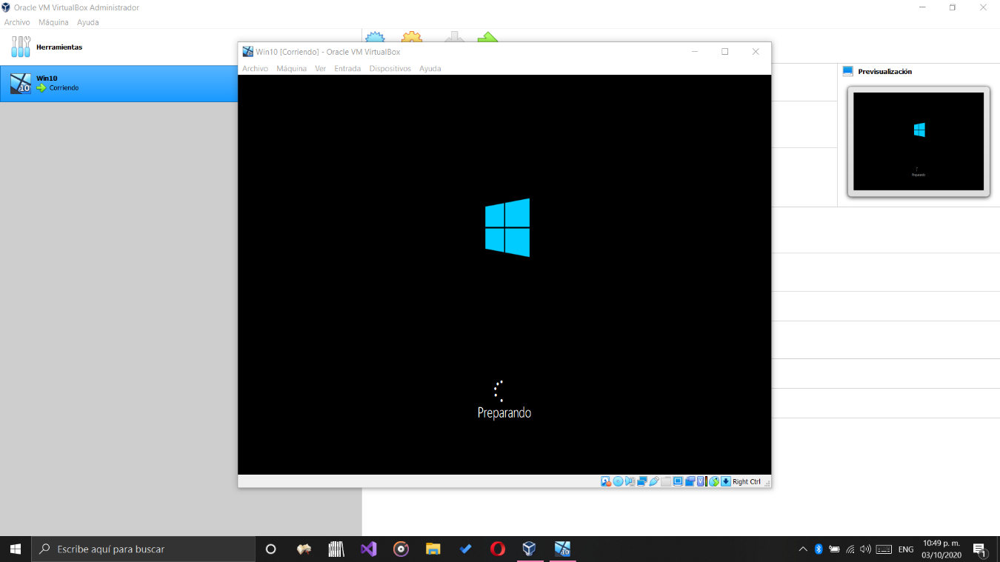 Oracle VM VirtualBox Administrador
Archivo Máquina Ayuda
Herramientas
Win10
Corriendo
Win10 [Corriendo] - Oracle VM VirtualBox
Archivo Máquina Ver Entrada Dispositivos Ayuda
Preparando
Right Ctrl
Previsualización
Preparando
Escribe aquí para buscar
ENG
10:49 p. m.
03/10/2020
1